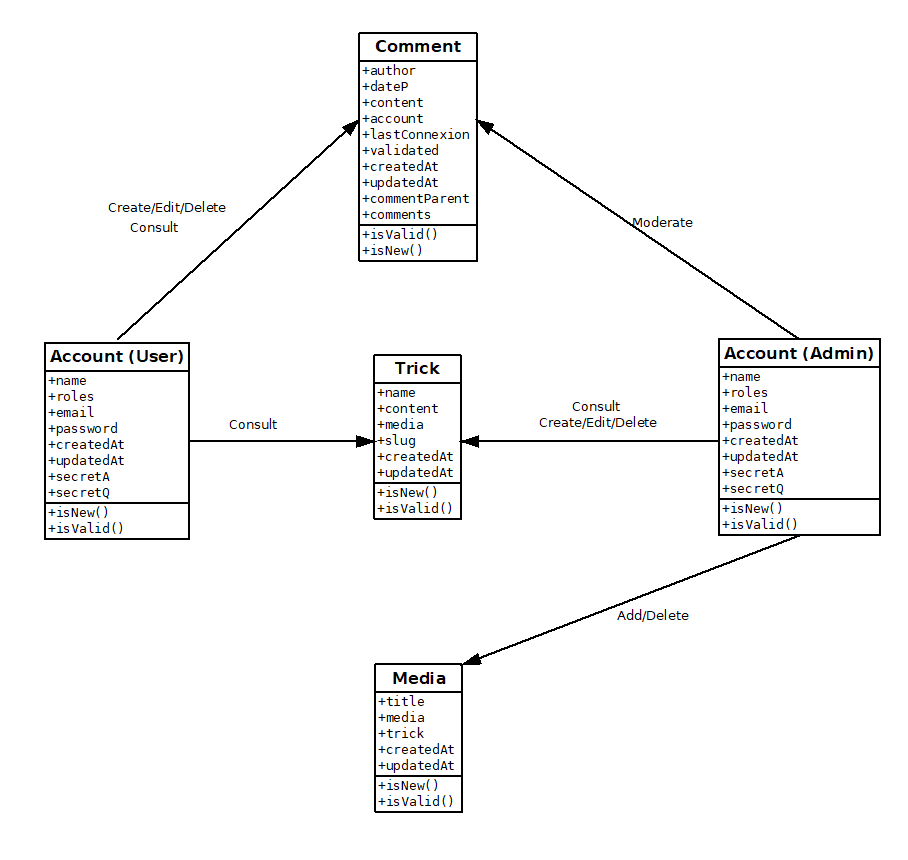 Comment
+author
+dateP
+content
+account
+lastConnexion
+validated
+createdAt
+updatedAt
+commentParent
+comments
+isValid()
+isNew()
Create/Edit/Delete
Consult
Moderate
Account (User)
+name
+roles
+email
+password
+createdAt
+updatedAt
+secretA
+secretQ
+isNew()
+isValid()
Consult
Trick
+name
+content
+media
+slug
+createdAt
+updatedAt
+isNew()
+isValid()
Consult
Create/Edit/Delete
Account (Admin)
+name
+roles
+email
+password
+createdAt
+updatedAt
+secretA
+secretQ
+isNew()
+isValid()
Add/Delete
Media
+title
+media
+trick
+createdAt
+updatedAt
+isNew()
+isValid()